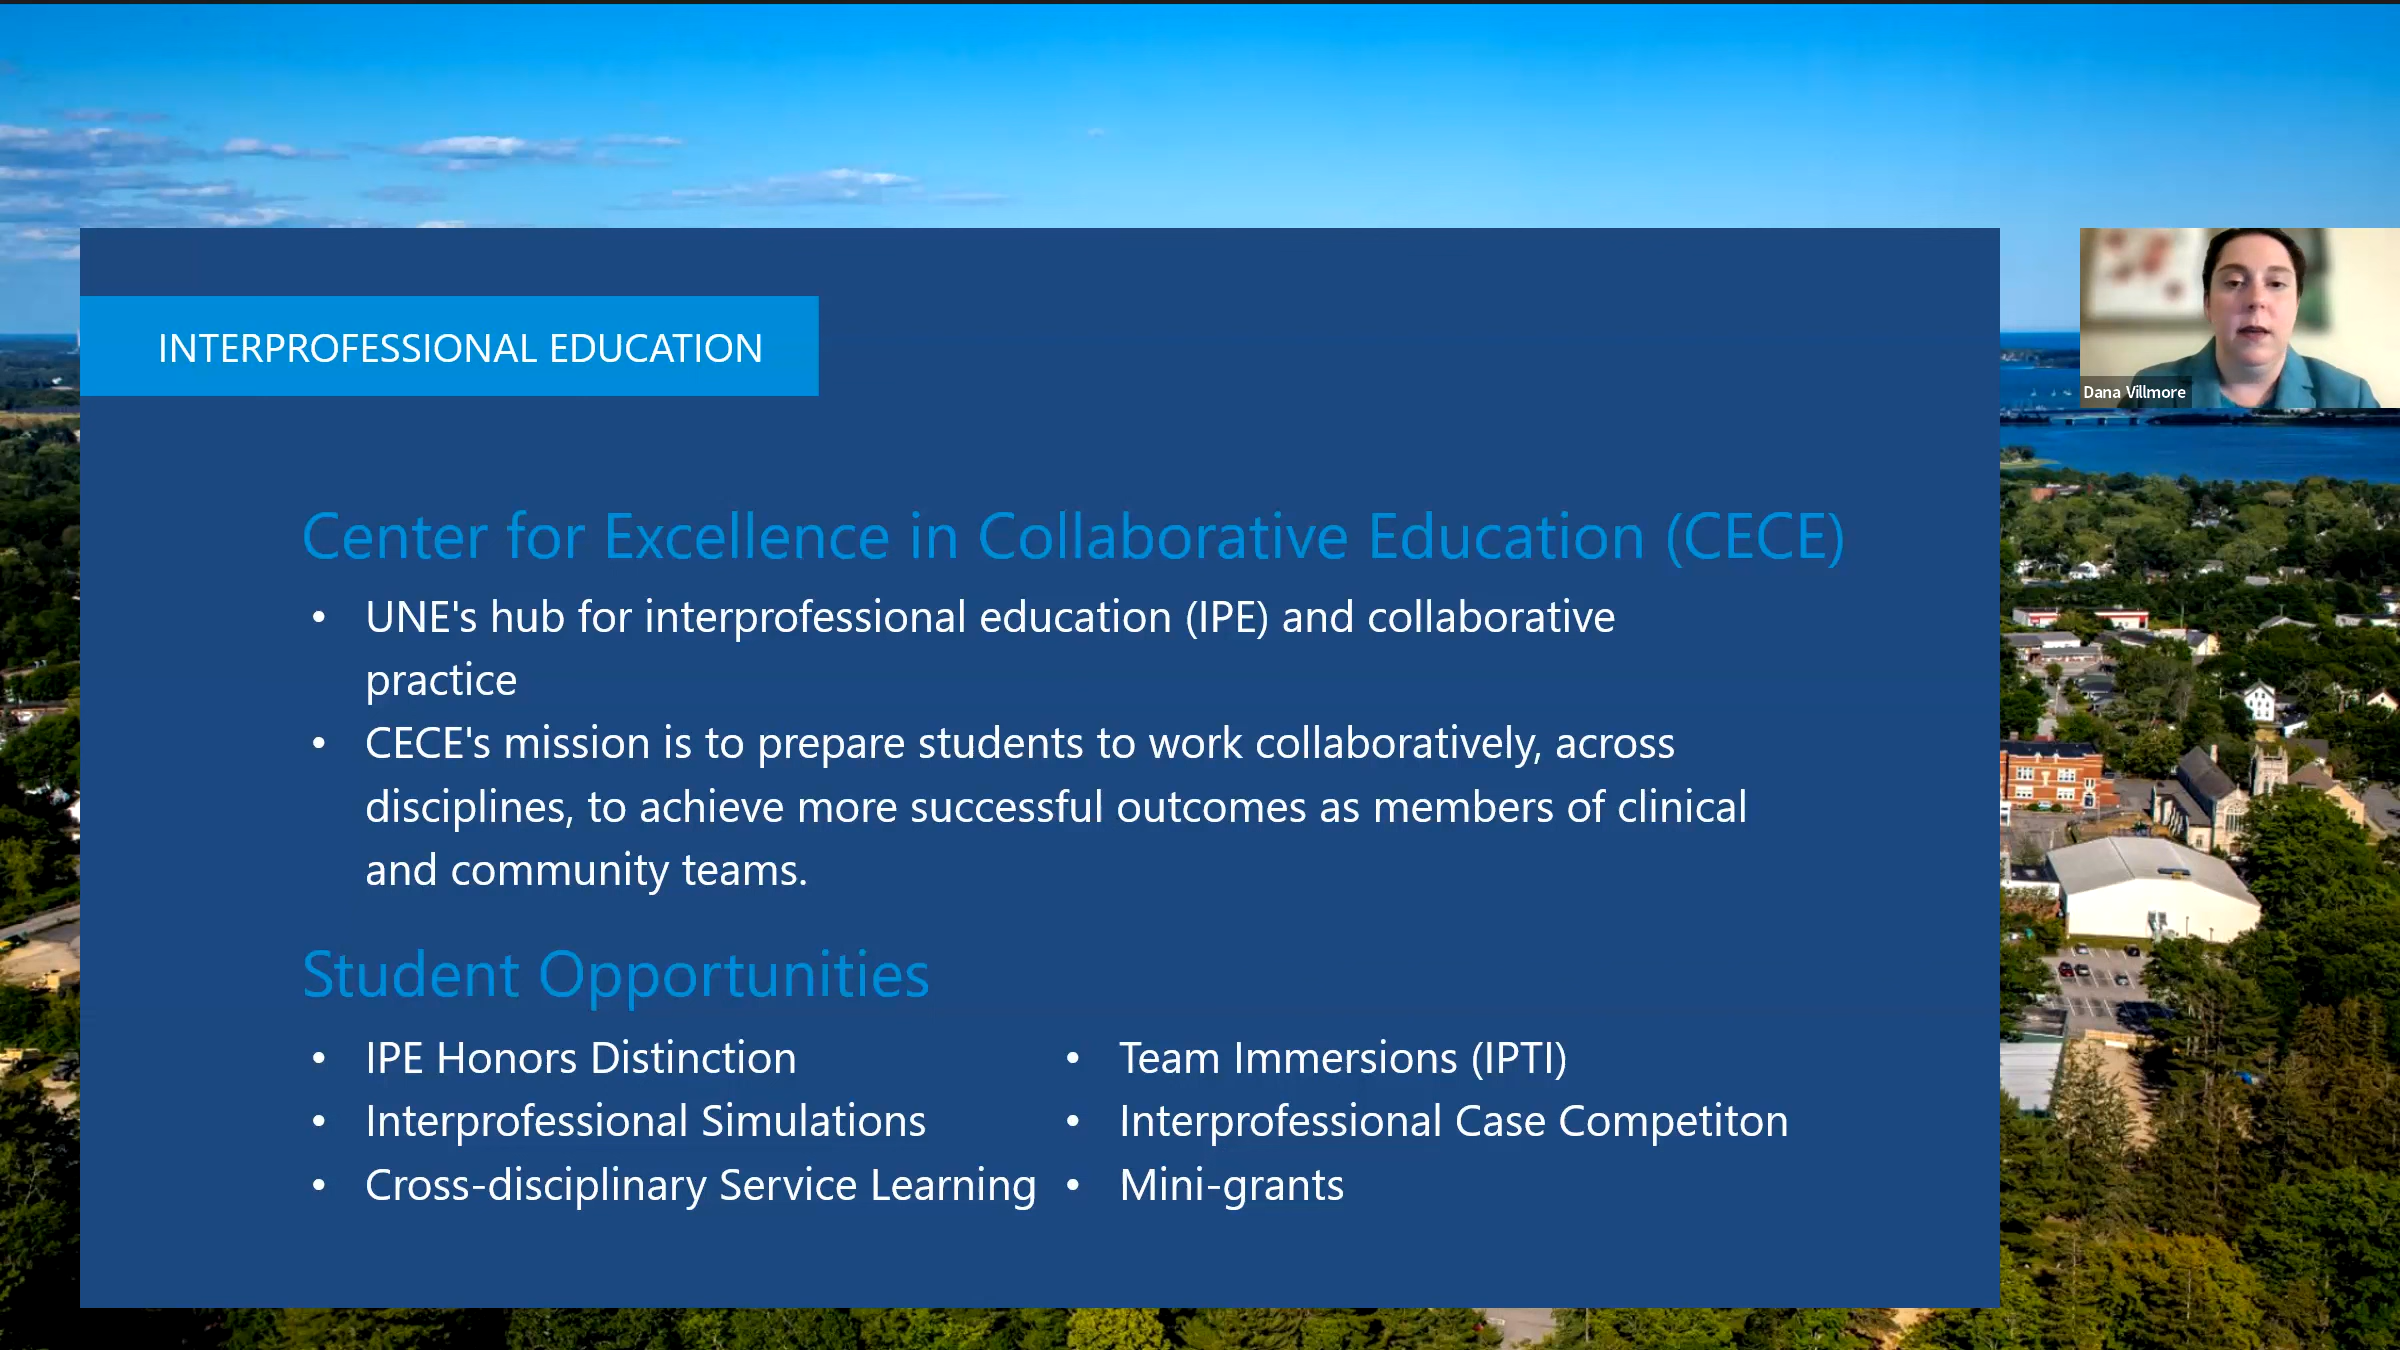 INTERPROFESSIONAL EDUCATION
Dana Villmore
Center for Excellence in Collaborative Education (CECE)
• UNE's hub for interprofessional education (IPE) and collaborative
practice
• CECE's mission is to prepare students to work collaboratively, across
disciplines, to achieve more successful outcomes as members of clinical
and community teams.
Student Opportunities
• IPE Honors Distinction
• Interprofessional Simulations
• Cross-disciplinary Service Learning
• Team Immersions (IPTI)
• Interprofessional Case Competiton
• Mini-grants